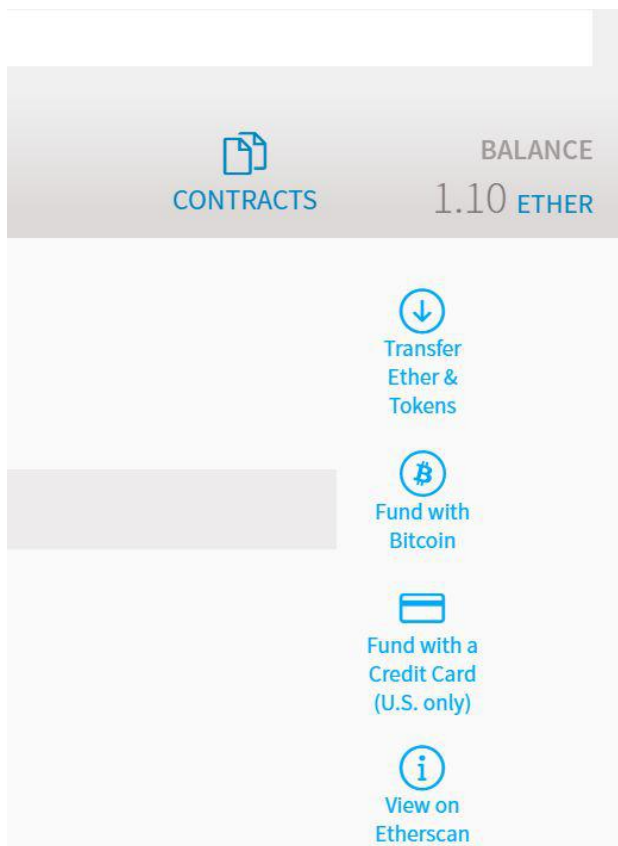 CONTRACTS
BALANCE
1.10 ETHER
Transfer
Ether &
Tokens
Fund with
Bitcoin
Fund with a
Credit Card
(U.S. only)
View on
Etherscan